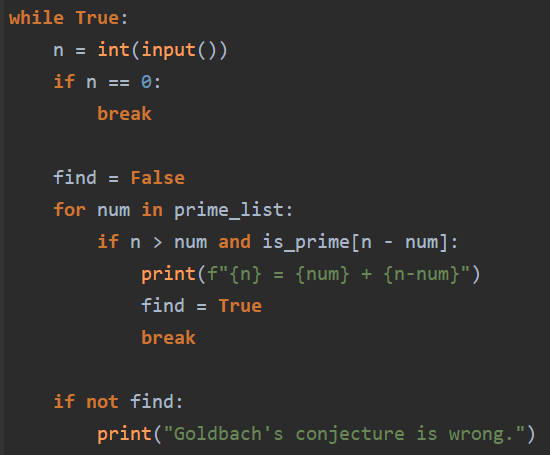 while True:
    n = int(input())
    if n == 0:
        break

    find = False
    for num in prime_list:
        if n > num and is_prime[n - num]:
            print(f"{n} = {num} + {n-num}")
            find = True
            break

    if not find:
        print("Goldbach's conjecture is wrong.")